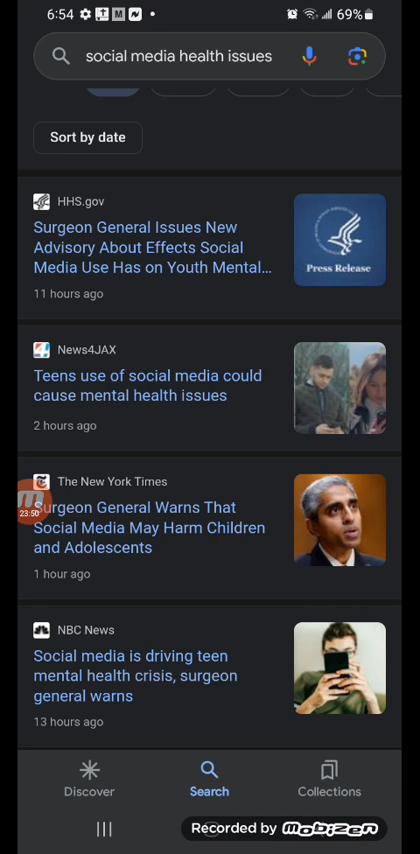 6:54 M 69%
social media health issues
Sort by date
HHS.gov
Surgeon General Issues New
Advisory About Effects Social
Media Use Has on Youth Mental...
Press Release
11 hours ago
News4JAX
Teens use of social media could
cause mental health issues
2 hours ago
The New York Times
Surgeon General Warns That
23:50
Social Media May Harm Children
and Adolescents
1 hour ago
NBC News
Social media is driving teen
mental health crisis, surgeon
general warns
13 hours ago
Discover Search Collections
Recorded by mobizen